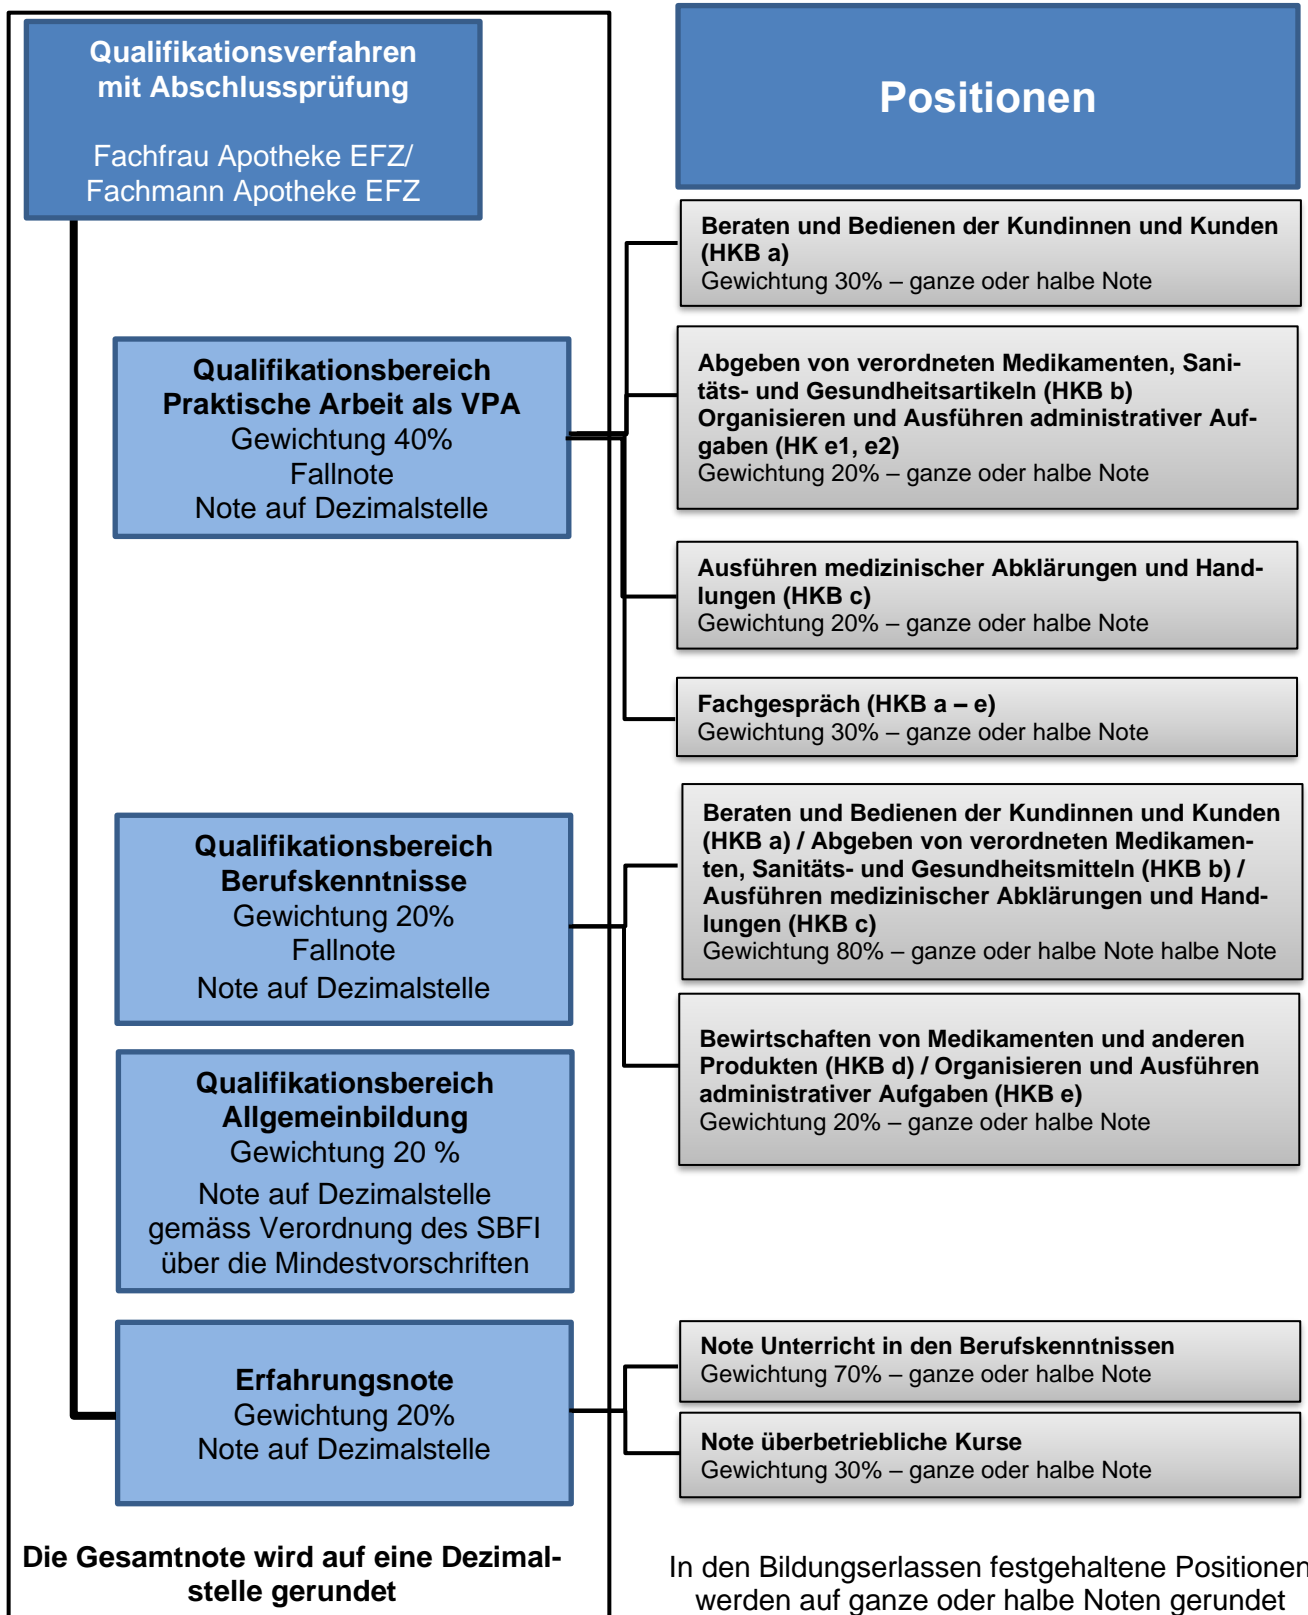 Qualifikationsverfahren
mit Abschlussprüfung
Fachfrau Apotheke EFZ/
Fachmann Apotheke EFZ
Positionen
Qualifikationsbereich
Praktische Arbeit als VPA
Gewichtung 40%
Fallnote
Note auf Dezimalstelle
Beraten und Bedienen der Kundinnen und Kunden
(HKB a)
Gewichtung 30% – ganze oder halbe Note
Abgeben von verordneten Medikamenten, Sani-
täts- und Gesundheitsartikeln (HKB b)
Organisieren und Ausführen administrativer Auf-
gaben (HK e1, e2)
Gewichtung 20% – ganze oder halbe Note
Ausführen medizinischer Abklärungen und Hand-
lungen (HKB c)
Gewichtung 20% – ganze oder halbe Note
Fachgespräch (HKB a – e)
Gewichtung 30% – ganze oder halbe Note
Qualifikationsbereich
Berufskenntnisse
Gewichtung 20%
Fallnote
Note auf Dezimalstelle
Beraten und Bedienen der Kundinnen und Kunden
(HKB a) / Abgeben von verordneten Medikamen-
ten, Sanitäts- und Gesundheitsmitteln (HKB b) /
Ausführen medizinischer Abklärungen und Hand-
lungen (HKB c)
Gewichtung 80% – ganze oder halbe Note halbe Note
Bewirtschaften von Medikamenten und anderen
Produkten (HKB d) / Organisieren und Ausführen
administrativer Aufgaben (HKB e)
Gewichtung 20% – ganze oder halbe Note
Qualifikationsbereich
Allgemeinbildung
Gewichtung 20 %
Note auf Dezimalstelle
gemäss Verordnung des SBFI
über die Mindestvorschriften
Erfahrungsnote
Gewichtung 20%
Note auf Dezimalstelle
Note Unterricht in den Berufskenntnissen
Gewichtung 70% – ganze oder halbe Note
Note überbetriebliche Kurse
Gewichtung 30% – ganze oder halbe Note
Die Gesamtnote wird auf eine Dezimal-
stelle gerundet
In den Bildungserlassen festgehaltene Positionen
werden auf ganze oder halbe Noten gerundet